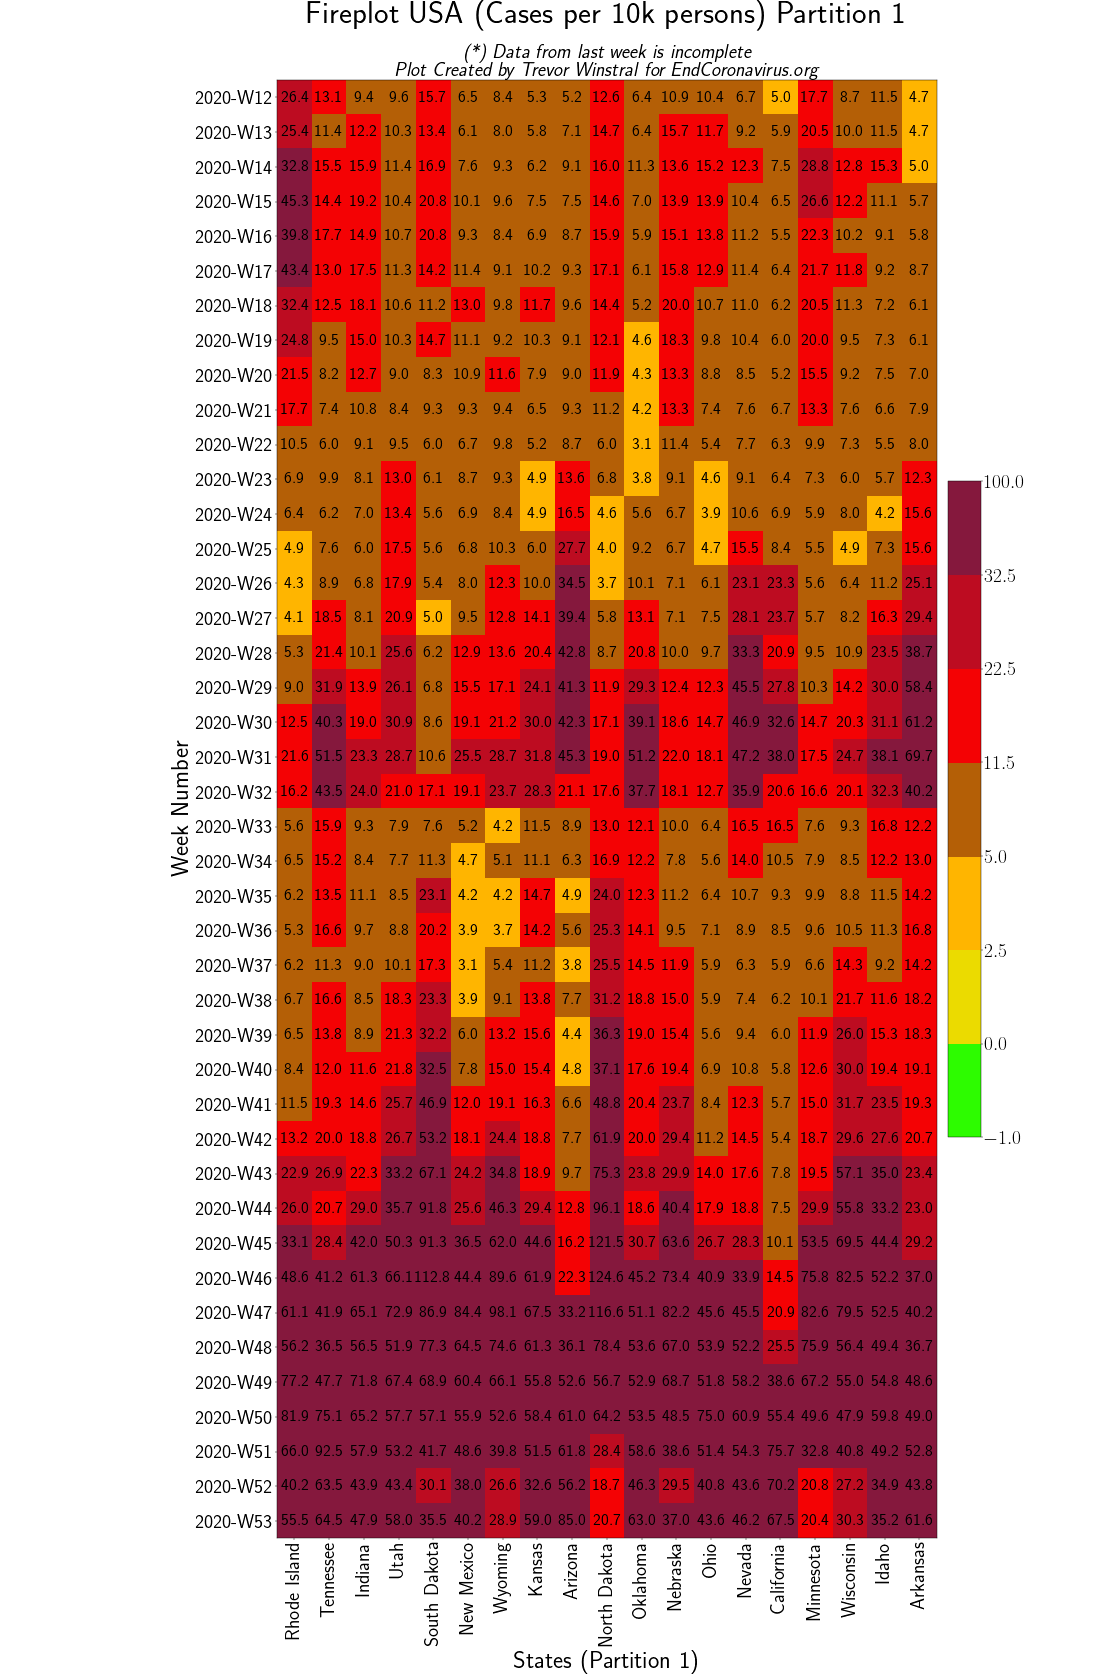 Fireplot USA (Cases per 10k persons) Partition 1
(*) Data from last week is incomplete
Plot Created by Trevor Winstral for EndCoronavirus.org
2020-W12 26.4 13.1 9.4 9.6 15.7 6.5 8.4 5.3 5.2 12.6 6.4 10.9 10.4 6.7 5.0 17.7 8.7 11.5 4.7
2020-W13 25.4 11.4 12.2 10.3 13.4 6.1 8.0 5.8 7.1 14.7 6.4 15.7 11.7 9.2 5.9 20.5 10.0 11.5 4.7
2020-W14 32.8 15.5 15.9 11.4 16.9 7.6 9.3 6.2 9.1 16.0 11.3 13.6 15.2 12.3 7.5 28.8 12.8 15.3 5.0
2020-W15 45.3 14.4 19.2 10.4 20.8 10.1 9.6 7.5 7.5 14.6 7.0 13.9 13.9 10.4 6.5 26.6 12.2 11.1 5.7
2020-W16 39.8 17.7 14.9 10.7 20.8 9.3 8.4 6.9 8.7 15.9 5.9 15.1 13.8 11.2 5.5 22.3 10.2 9.1 5.8
2020-W17 43.4 13.0 17.5 11.3 14.2 11.4 9.1 10.2 9.3 17.1 6.1 15.8 12.9 11.4 6.4 21.7 11.8 9.2 8.7
2020-W18 32.4 12.5 18.1 10.6 11.2 13.0 9.8 11.7 9.6 14.4 5.2 20.0 10.7 11.0 6.2 20.5 11.3 7.2 6.1
2020-W19 24.8 9.5 15.0 10.3 14.7 11.1 9.2 10.3 9.1 12.1 4.6 18.3 9.8 10.4 6.0 20.0 9.5 7.3 6.1
2020-W20 21.5 8.2 12.7 9.0 8.3 10.9 11.6 7.9 9.0 11.9 4.3 13.3 8.8 8.5 5.2 15.5 9.2 7.5 7.0
2020-W21 17.7 7.4 10.8 8.4 9.3 9.3 9.4 6.5 9.3 11.2 4.2 13.3 7.4 7.6 6.7 13.3 7.6 6.6 7.9
2020-W22 10.5 6.0 9.1 9.5 6.0 6.7 9.8 5.2 8.7 6.0 3.1 11.4 5.4 7.7 6.3 9.9 7.3 5.5 8.0
2020-W23 6.9 9.9 8.1 13.0 6.1 8.7 9.3 4.9 13.6 6.8 3.8 9.1 4.6 9.1 6.4 7.3 6.0 5.7 12.3
2020-W24 6.4 6.2 7.0 13.4 5.6 6.9 8.4 4.9 16.5 4.6 5.6 6.7 3.9 10.6 6.9 5.9 8.0 4.2 15.6
2020-W25 4.9 7.6 6.0 17.5 5.6 6.8 10.3 6.0 27.7 4.0 9.2 6.7 4.7 15.5 8.4 5.5 4.9 7.3 15.6
2020-W26 4.3 8.9 6.8 17.9 5.4 8.0 12.3 10.0 34.5 3.7 10.1 7.1 6.1 23.1 23.3 5.6 6.4 11.2 25.1
2020-W27 4.1 18.5 8.1 20.9 5.0 9.5 12.8 14.1 39.4 5.8 13.1 7.1 7.5 28.1 23.7 5.7 8.2 16.3 29.4
2020-W28 5.3 21.4 10.1 25.6 6.2 12.9 13.6 20.4 42.8 8.7 20.8 10.0 9.7 33.3 20.9 9.5 10.9 23.5 38.7
2020-W29 9.0 31.9 13.9 26.1 6.8 15.5 17.1 24.1 41.3 11.9 29.3 12.4 12.3 45.5 27.8 10.3 14.2 30.0 58.4
2020-W30 12.5 40.3 19.0 30.9 8.6 19.1 21.2 30.0 42.3 17.1 39.1 18.6 14.7 46.9 32.6 14.7 20.3 31.1 61.2
2020-W31 21.6 51.5 23.3 28.7 10.6 25.5 28.7 31.8 45.3 19.0 51.2 22.0 18.1 47.2 38.0 17.5 24.7 38.1 69.7
2020-W32 16.2 43.5 24.0 21.0 17.1 19.1 23.7 28.3 21.1 17.6 37.7 18.1 12.7 35.9 20.6 16.6 20.1 32.3 40.2
2020-W33 5.6 15.9 9.3 7.9 7.6 5.2 4.2 11.5 8.9 13.0 12.1 10.0 6.4 16.5 16.5 7.6 9.3 16.8 12.2
2020-W34 6.5 15.2 8.4 7.7 11.3 4.7 5.1 11.1 6.3 16.9 12.2 7.8 5.6 14.0 10.5 7.9 8.5 12.2 13.0
2020-W35 6.2 13.5 11.1 8.5 23.1 4.2 4.2 14.7 4.9 24.0 12.3 11.2 6.4 10.7 9.3 9.9 8.8 11.5 14.2
2020-W36 5.3 16.6 9.7 8.8 20.2 3.9 3.7 14.2 5.6 25.3 14.1 9.5 7.1 8.9 8.5 9.6 10.5 11.3 16.8
2020-W37 6.2 11.3 9.0 10.1 17.3 3.1 5.4 11.2 3.8 25.5 14.5 11.9 5.9 6.3 5.9 6.6 14.3 9.2 14.2
2020-W38 6.7 16.6 8.5 18.3 23.3 3.9 9.1 13.8 7.7 31.2 18.8 15.0 5.9 7.4 6.2 10.1 21.7 11.6 18.2
2020-W39 6.5 13.8 8.9 21.3 32.2 6.0 13.2 15.6 4.4 36.3 19.0 15.4 5.6 9.4 6.0 11.9 26.0 15.3 18.3
2020-W40 8.4 12.0 11.6 21.8 32.5 7.8 15.0 15.4 4.8 37.1 17.6 19.4 6.9 10.8 5.8 12.6 30.0 19.4 19.1
2020-W41 11.5 19.3 14.6 25.7 46.9 12.0 19.1 16.3 6.6 48.8 20.4 23.7 8.4 12.3 5.7 15.0 31.7 23.5 19.3
2020-W42 13.2 20.0 18.8 26.7 53.2 18.1 24.4 18.8 7.7 61.9 20.0 29.4 11.2 14.5 5.4 18.7 29.6 27.6 20.7
2020-W43 22.9 26.9 22.3 33.2 67.1 24.2 34.8 18.9 9.7 75.3 23.8 29.9 14.0 17.6 7.8 19.5 57.1 35.0 23.4
2020-W44 26.0 20.7 29.0 35.7 91.8 25.6 46.3 29.4 12.8 96.1 18.6 40.4 17.9 18.8 7.5 29.9 55.8 33.2 23.0
2020-W45 33.1 28.4 42.0 50.3 91.3 36.5 62.0 44.6 16.2 121.5 30.7 63.6 26.7 28.3 10.1 53.5 69.5 44.4 29.2
2020-W46 48.6 41.2 61.3 66.1 112.8 44.4 89.6 61.9 22.3 124.6 45.2 73.4 40.9 33.9 14.5 75.8 82.5 52.2 37.0
2020-W47 61.1 41.9 65.1 72.9 86.9 84.4 98.1 67.5 33.2 116.6 51.1 82.2 45.6 45.5 20.9 82.6 79.5 52.5 40.2
2020-W48 56.2 36.5 56.5 51.9 77.3 64.5 74.6 61.3 36.1 78.4 53.6 67.0 53.9 52.2 25.5 75.9 56.4 49.4 36.7
2020-W49 77.2 47.7 71.8 67.4 68.9 60.4 66.1 55.8 52.6 56.7 52.9 68.7 51.8 58.2 38.6 67.2 55.0 54.8 48.6
2020-W50 81.9 75.1 65.2 57.7 57.1 55.9 52.6 58.4 61.0 64.2 53.5 48.5 75.0 60.9 55.4 49.6 47.9 59.8 49.0
2020-W51 66.0 92.5 57.9 53.2 41.7 48.6 39.8 51.5 61.8 28.4 58.6 38.6 51.4 54.3 75.7 32.8 40.8 49.2 52.8
2020-W52 40.2 63.5 43.9 43.4 30.1 38.0 26.6 32.6 56.2 18.7 46.3 29.5 40.8 43.6 70.2 20.8 27.2 34.9 43.8
2020-W53 55.5 64.5 47.9 58.0 35.5 40.2 28.9 59.0 85.0 20.7 63.0 37.0 43.6 46.2 67.5 20.4 30.3 35.2 61.6
Week Number
Rhode Island
Tennessee
Indiana
Utah
South Dakota
New Mexico
Wyoming
Kansas
Arizona
North Dakota
Oklahoma
Nebraska
Ohio
Nevada
California
Minnesota
Wisconsin
Idaho
Arkansas
States (Partition 1)
100.0
32.5
22.5
11.5
5.0
2.5
0.0
−1.0